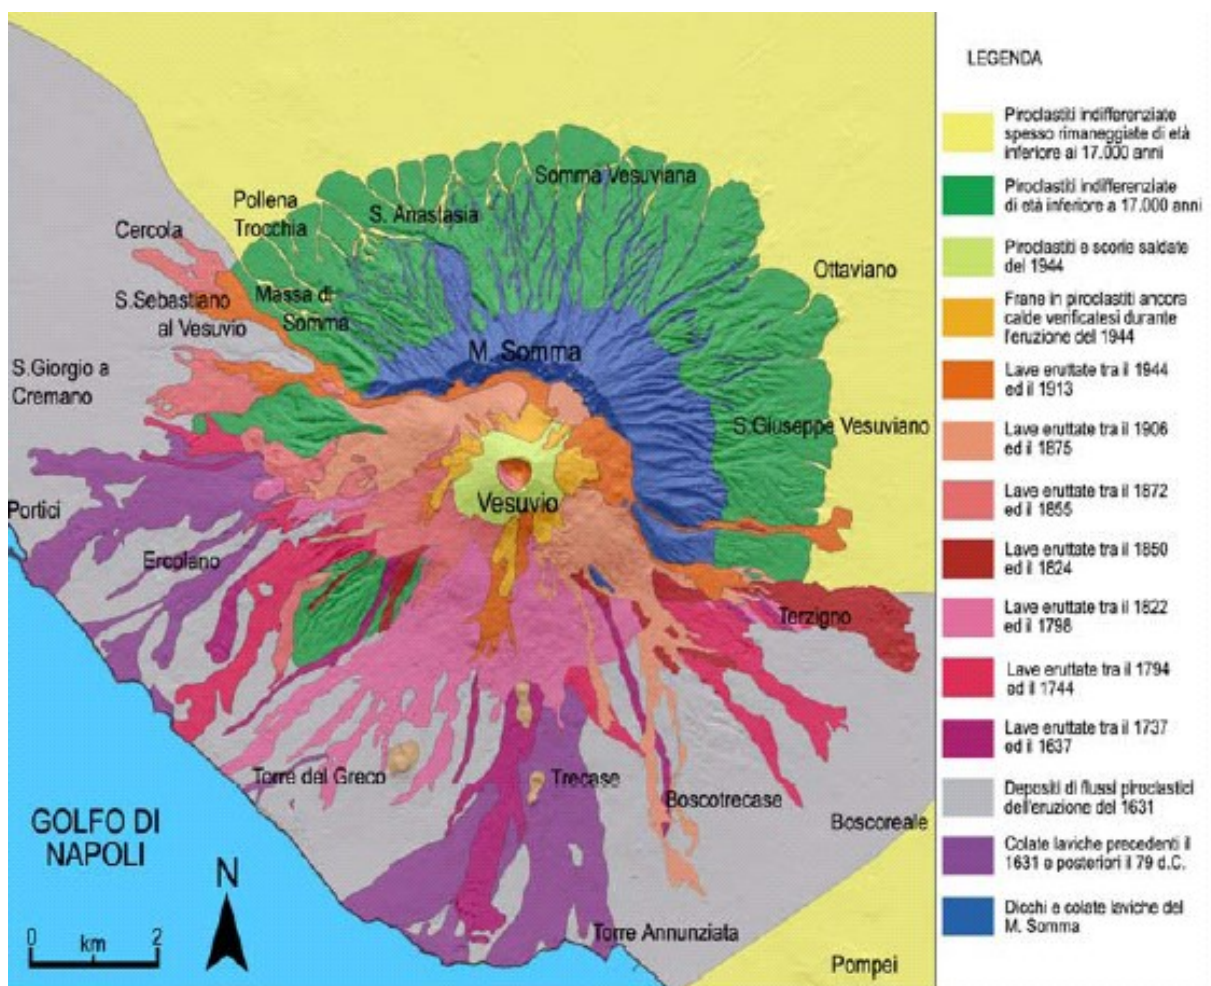 LEGENDA
Piroclastiti indifferenziate
spesso rimaneggiate di età
inferiore ai 17.000 anni
Piroclastiti indifferenziate
di età inferiore a 17.000 anni
Piroclastiti e scorie saldate
del 1944
Frane in piroclastiti ancora
calde verificatesi durante
l'eruzione del 1944
Lave eruttate tra il 1944
ed il 1913
Lave eruttate tra il 1906
ed il 1875
Lave eruttate tra il 1872
ed il 1855
Lave eruttate tra il 1850
ed il 1824
Lave eruttate tra il 1822
ed il 1798
Lave eruttate tra il 1794
ed il 1744
Lave eruttate tra il 1737
ed il 1637
Depositi di flussi piroclastici
dell'eruzione del 1631
Colate laviche precedenti il
1631 e posteriori il 79 d.C.
Dicchi e colate laviche del
M. Somma
Somma Vesuviana
Pollena
Trocchia
S. Anastasia
Cercola
Ottaviano
Massa di
Somma
S.Sebastiano
al Vesuvio
M. Somma
S.Giorgio a
Cremano
S.Giuseppe Vesuviano
Vesuvio
Portici
Ercolano
Terzigno
Torre del Greco
Trecase
Boscotrecase
Boscoreale
GOLFO DI
NAPOLI
N
0 km 2
Torre Annunziata
Pompei